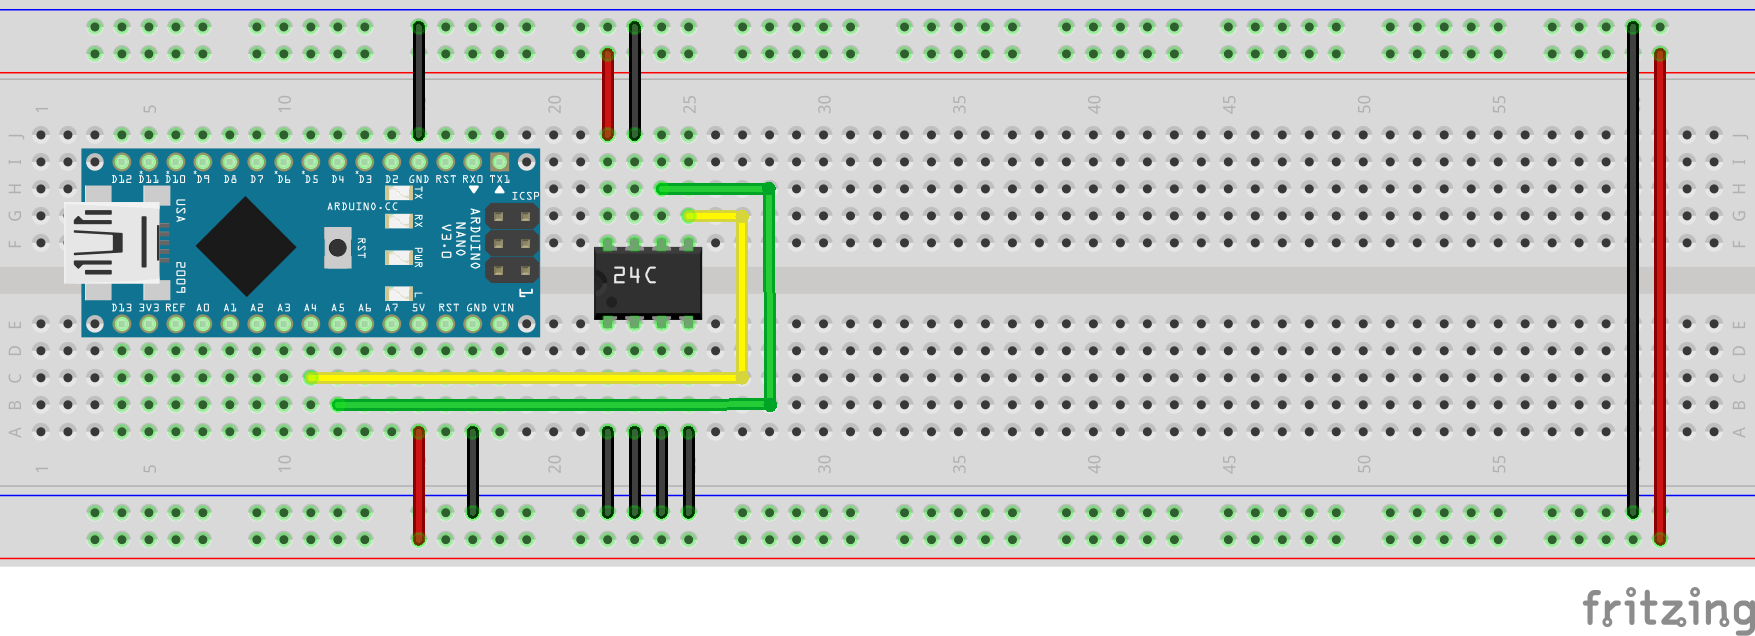 1 5 10 20 25 30 35 40 45 50 55
J J
I I
H H
G G
F F
D12 D11 D10 D9 D8 D7 D6 D5 D4 D3 D2 GND RST RX0 TX1
ICSP
ARDUINO.CC
TX
RX
PWR
L
RST
USA
2009
ARDUINO
NANO
V3.0
1
24C
D13 3V3 REF A0 A1 A2 A3 A4 A5 A6 A7 5V RST GND VIN
E E
D D
C C
B B
A A
1 5 10 20 25 30 35 40 45 50 55
fritzing